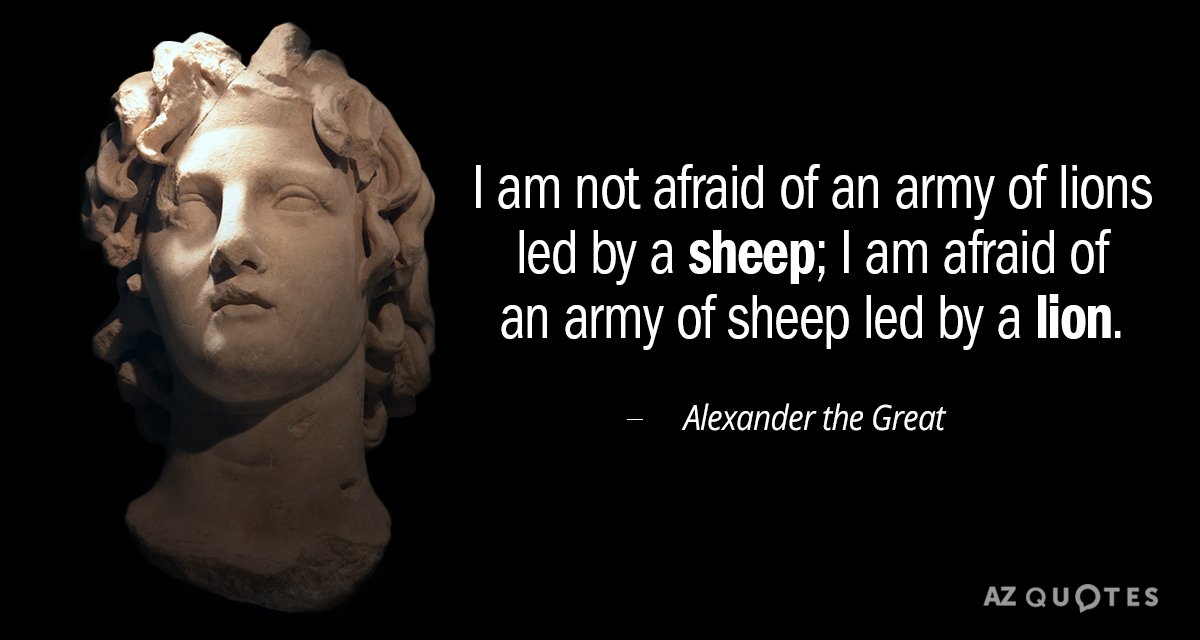 I am not afraid of an army of lions
led by a sheep; I am afraid of
an army of sheep led by a lion.
– Alexander the Great
AZ QUOTES